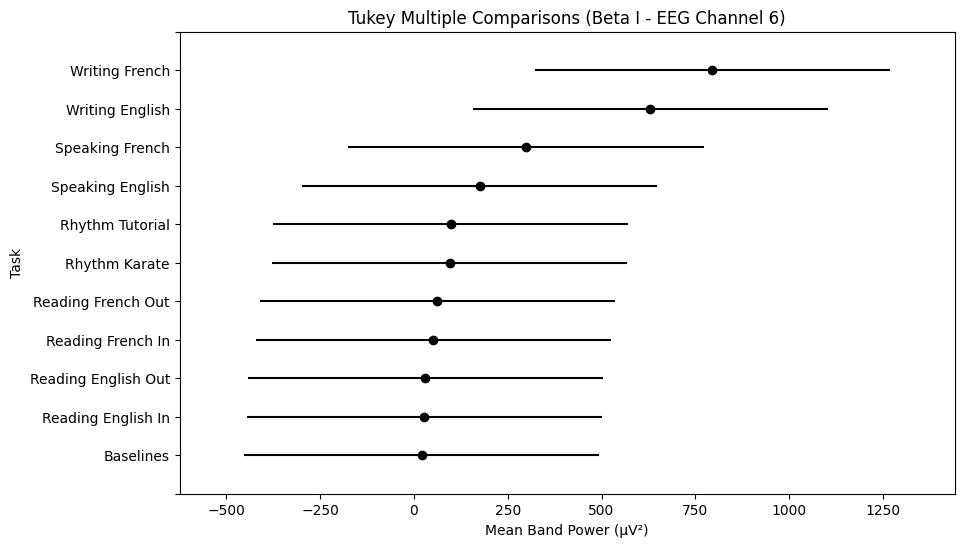 Tukey Multiple Comparisons (Beta I - EEG Channel 6)
Writing French
Writing English
Speaking French
Speaking English
Rhythm Tutorial
Rhythm Karate
Reading French Out
Reading French In
Reading English Out
Reading English In
Baselines
Task
−500 −250 0 250 500 750 1000 1250
Mean Band Power (μV²)